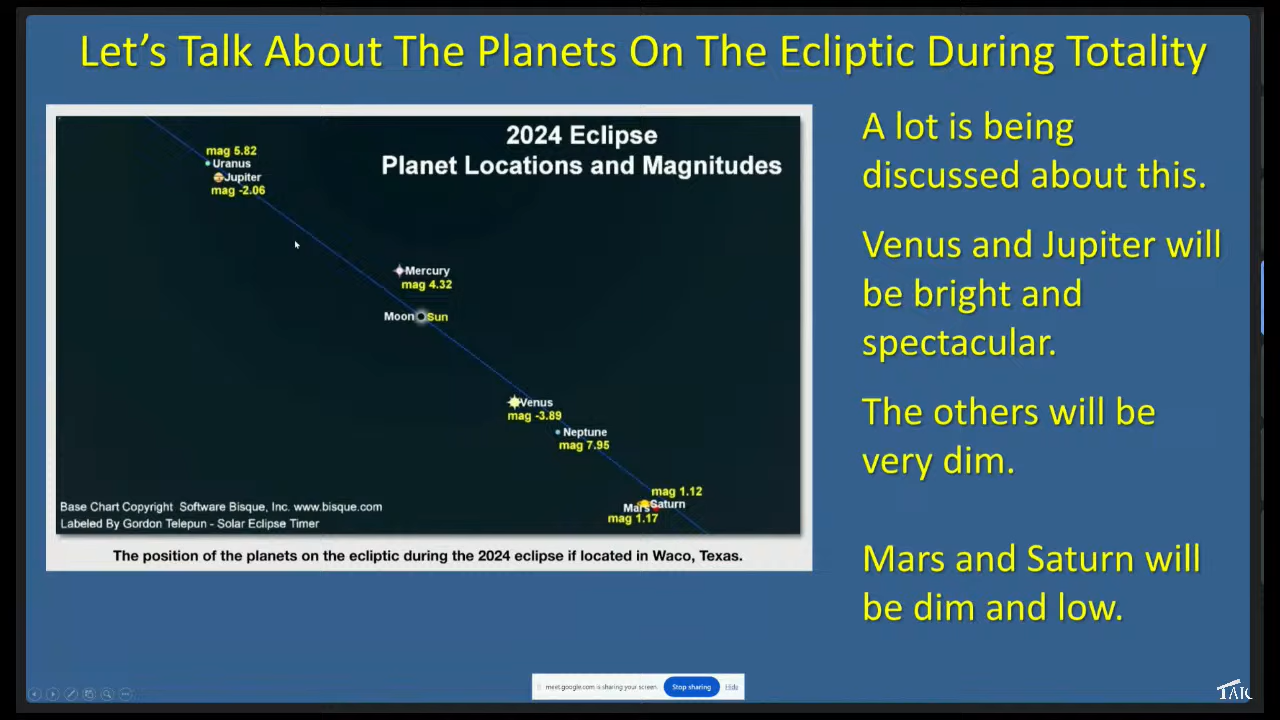 Let's Talk About The Planets On The Ecliptic During Totality
2024 Eclipse
Planet Locations and Magnitudes
mag 5.82
Uranus
Jupiter
mag -2.06
Mercury
mag 4.32
Moon Sun
Venus
mag -3.89
Neptune
mag 7.95
mag 1.12
Saturn
Mars
mag 1.17
Base Chart Copyright Software Bisque, Inc. www.bisque.com
Labeled By Gordon Telepun - Solar Eclipse Timer
The position of the planets on the ecliptic during the 2024 eclipse if located in Waco, Texas.
A lot is being
discussed about this.
Venus and Jupiter will
be bright and
spectacular.
The others will be
very dim.
Mars and Saturn will
be dim and low.
meet.google.com is sharing your screen.
Stop sharing
Hide